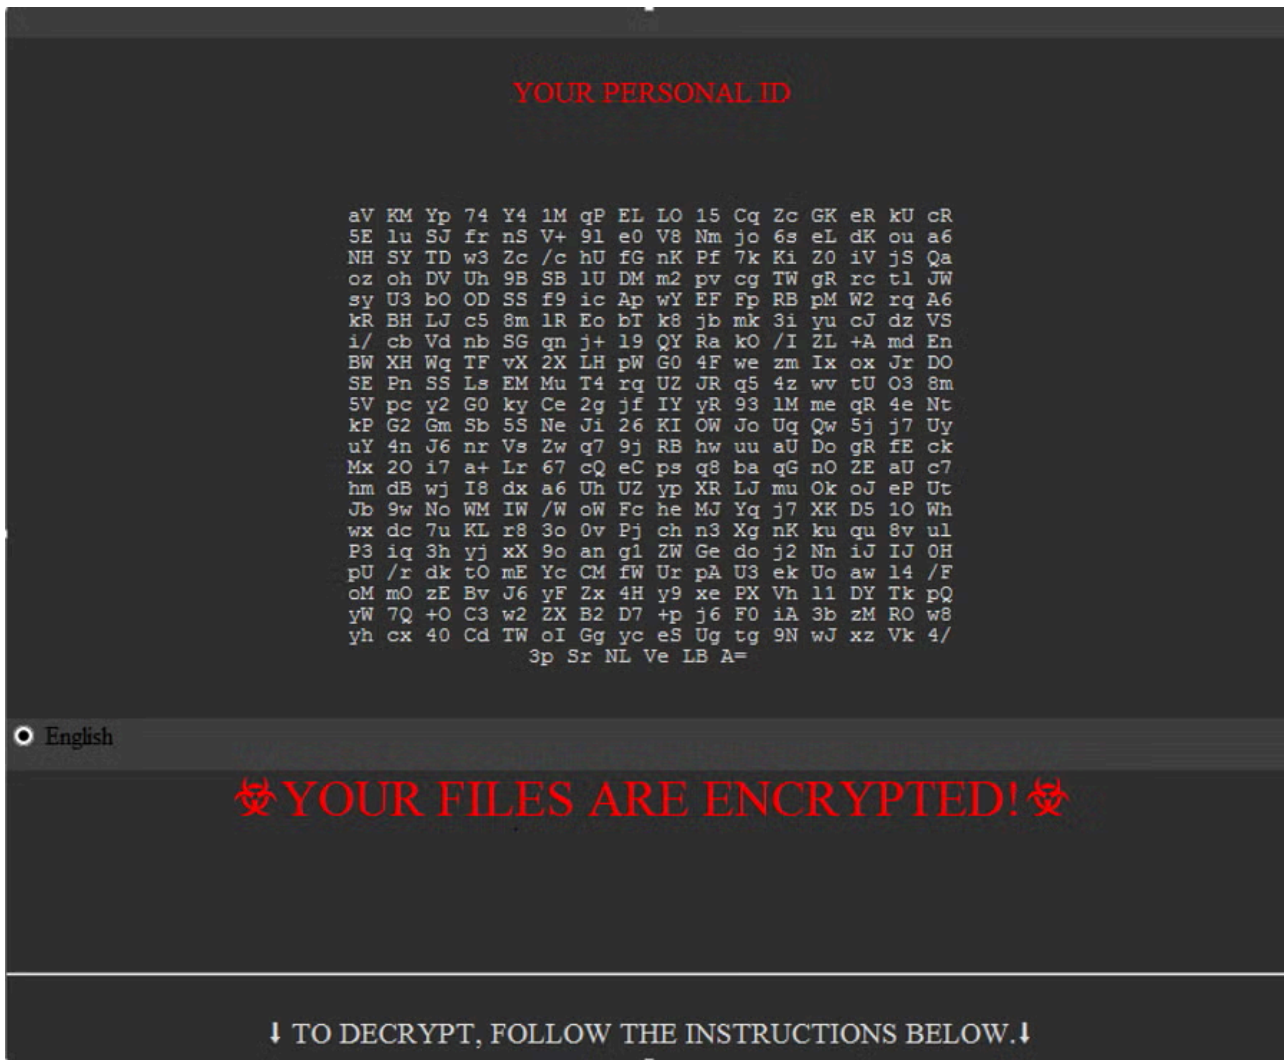 YOUR PERSONAL ID
aV KM Yp 74 Y4 1M qP EL LO 15 Cq Zc GK eR kU cR
5E lu SJ fr nS V+ 9l e0 V8 Nm jo 6s eL dK ou a6
NH SY TD w3 Zc /c hU fG nK Pf 7k Ki Z0 iV jS Qa
oz oh DV Uh 9B SB lU DM m2 pv cg TW gR rc tl JW
sy U3 bO OD SS f9 ic Ap wY EF Fp RB pM W2 rq A6
kR BH LJ c5 8m lR Eo bT k8 jb mk 3i yu cJ dz VS
i/ cb Vd nb SG qn j+ l9 QY Ra kO /I ZL +A md En
BW XH Wq TF vX 2X LH pW G0 4F we zm Ix ox Jr DO
SE Pn SS Ls EM Mu T4 rq UZ JR q5 4z wv tU O3 8m
5V pc y2 G0 ky Ce 2g jf IY yR 93 lM me qR 4e Nt
kP G2 Gm Sb 5S Ne Ji 26 KI OW Jo Uq Qw 5j j7 Uy
uY 4n J6 nr Vs Zw q7 9j RB hw uu aU Do gR fE ck
Mx 2O i7 a+ Lr 67 cQ eC ps q8 ba qG nO ZE aU c7
hm dB wj I8 dx a6 Uh UZ yp XR LJ mu Ok oJ eP Ut
Jb 9w No WM IW /W oW Fc he MJ Yq j7 XK D5 1O Wh
wx dc 7u KL r8 3o 0v Pj ch n3 Xg nK ku qu 8v ul
P3 iq 3h yj xX 9o an g1 ZW Ge do j2 Nn iJ IJ 0H
pU /r dk tO mE Yc CM fW Ur pA U3 ek Uo aw l4 /F
oM mO zE Bv J6 yF Zx 4H y9 xe PX Vh l1 DY Tk pQ
yW 7Q +O C3 w2 ZX B2 D7 +p j6 F0 iA 3b zM RO w8
yh cx 40 Cd TW oI Gg yc eS Ug tg 9N wJ xz Vk 4/
3p Sr NL Ve LB A=
English
☣YOUR FILES ARE ENCRYPTED!☣
⬇ TO DECRYPT, FOLLOW THE INSTRUCTIONS BELOW.⬇